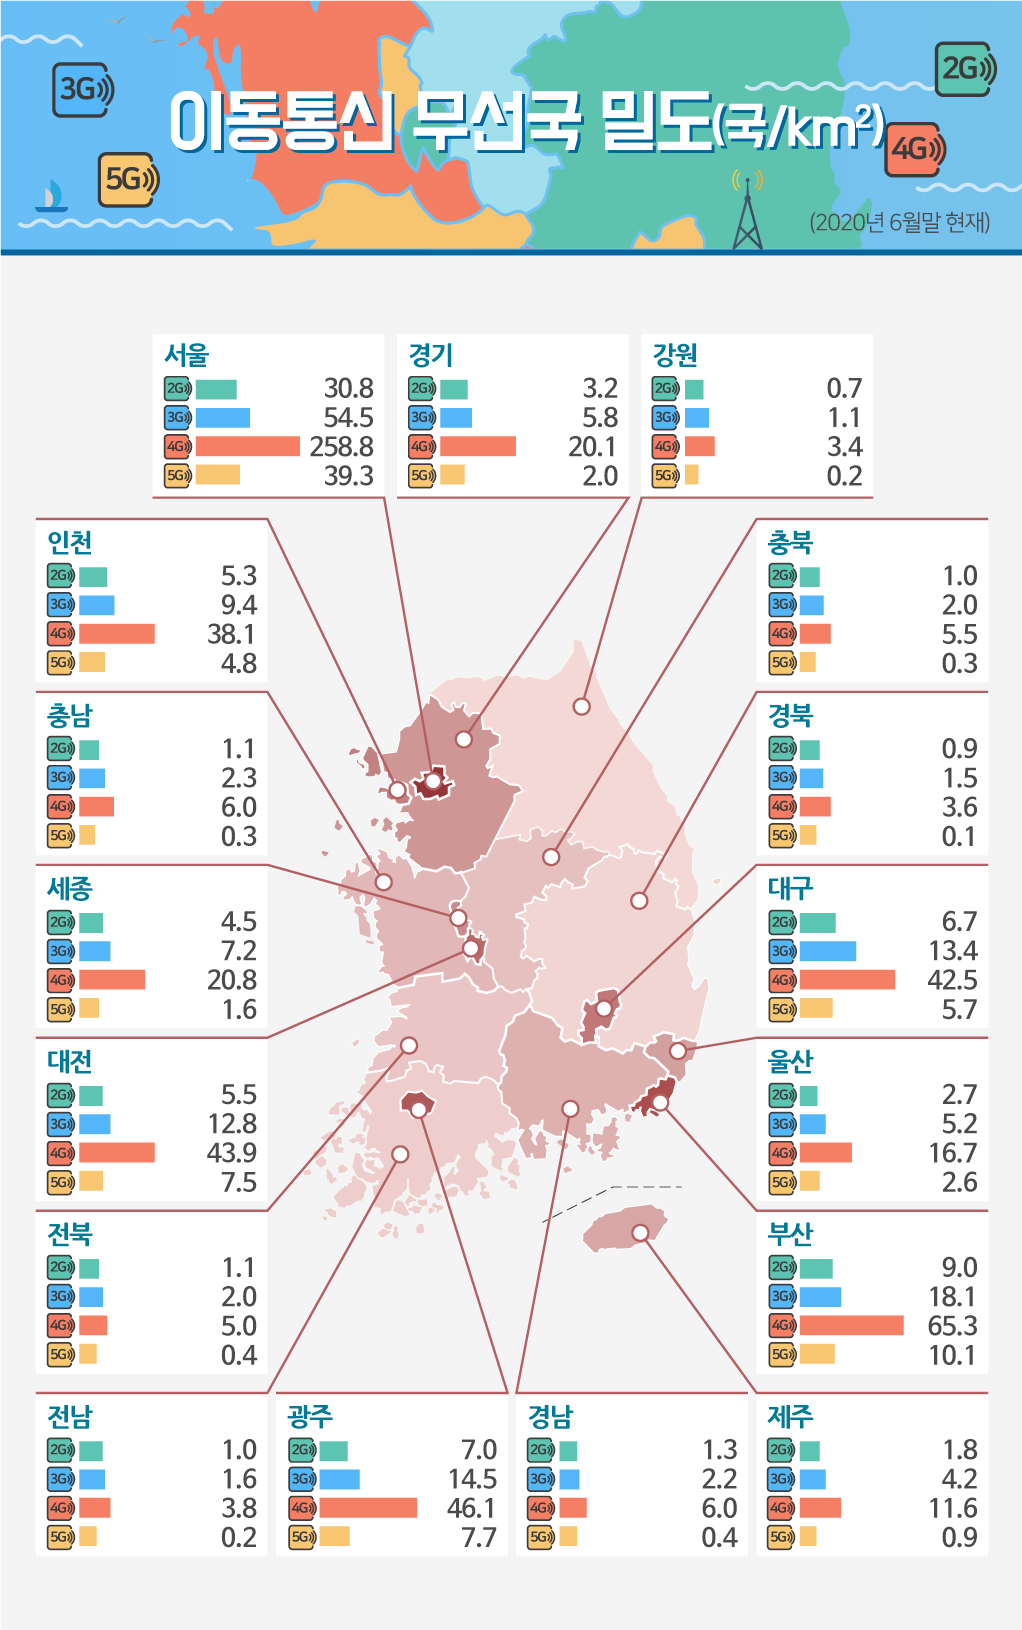 3G
2G
이동통신 무선국 밀도(국/km²)
4G
5G
(2020년 6월말 현재)
서울
2G 30.8
3G 54.5
4G 258.8
5G 39.3
경기
2G 3.2
3G 5.8
4G 20.1
5G 2.0
강원
2G 0.7
3G 1.1
4G 3.4
5G 0.2
인천
2G 5.3
3G 9.4
4G 38.1
5G 4.8
충북
2G 1.0
3G 2.0
4G 5.5
5G 0.3
충남
2G 1.1
3G 2.3
4G 6.0
5G 0.3
경북
2G 0.9
3G 1.5
4G 3.6
5G 0.1
세종
2G 4.5
3G 7.2
4G 20.8
5G 1.6
대구
2G 6.7
3G 13.4
4G 42.5
5G 5.7
대전
2G 5.5
3G 12.8
4G 43.9
5G 7.5
울산
2G 2.7
3G 5.2
4G 16.7
5G 2.6
전북
2G 1.1
3G 2.0
4G 5.0
5G 0.4
부산
2G 9.0
3G 18.1
4G 65.3
5G 10.1
전남
2G 1.0
3G 1.6
4G 3.8
5G 0.2
광주
2G 7.0
3G 14.5
4G 46.1
5G 7.7
경남
2G 1.3
3G 2.2
4G 6.0
5G 0.4
제주
2G 1.8
3G 4.2
4G 11.6
5G 0.9